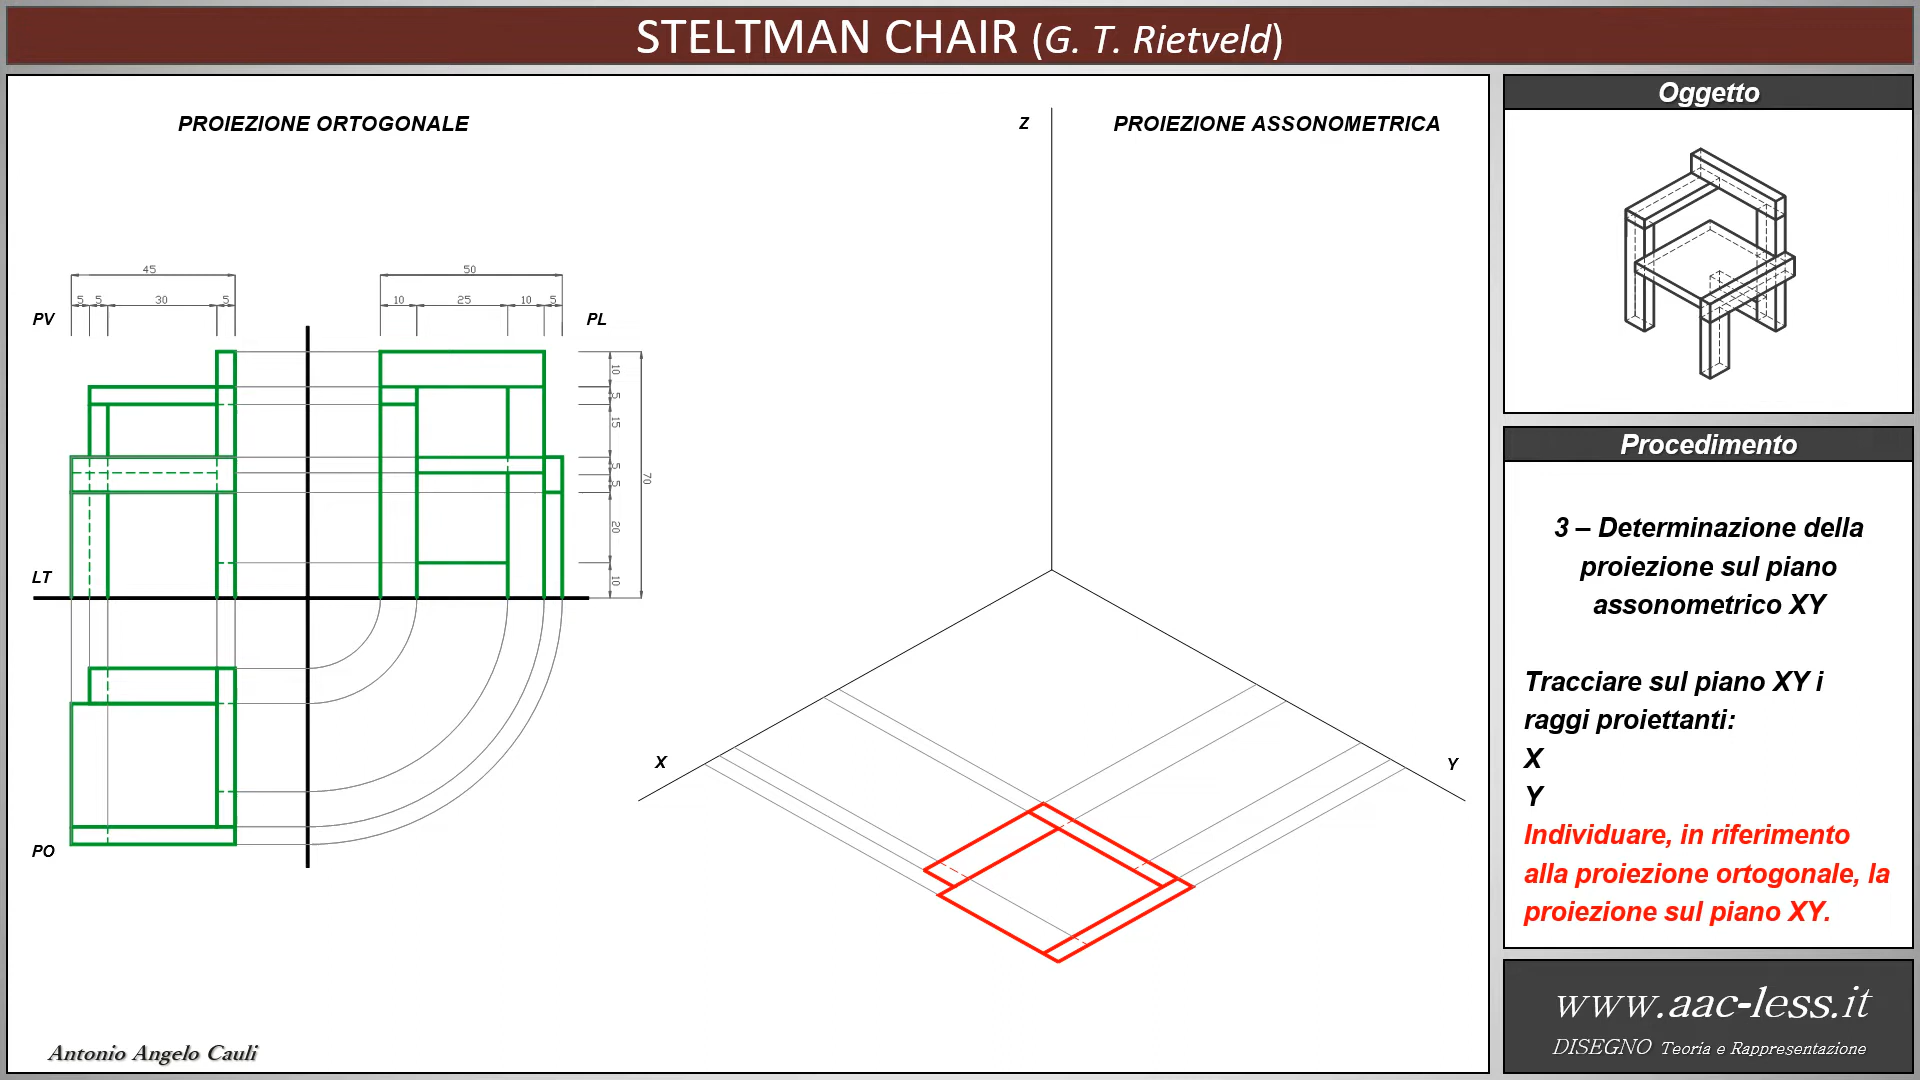 STELTMAN CHAIR (G. T. Rietveld)
PROIEZIONE ORTOGONALE
Z
PROIEZIONE ASSONOMETRICA
45
50
5 5 30 5
10 25 10 5
PV
PL
10
5
15
5
5
20
10
70
LT
PO
X
Y
Antonio Angelo Cauli
Oggetto
Procedimento
3 – Determinazione della
proiezione sul piano
assonometrico XY
Tracciare sul piano XY i
raggi proiettanti:
X
Y
Individuare, in riferimento
alla proiezione ortogonale, la
proiezione sul piano XY.
www.aac-less.it
DISEGNO Teoria e Rappresentazione